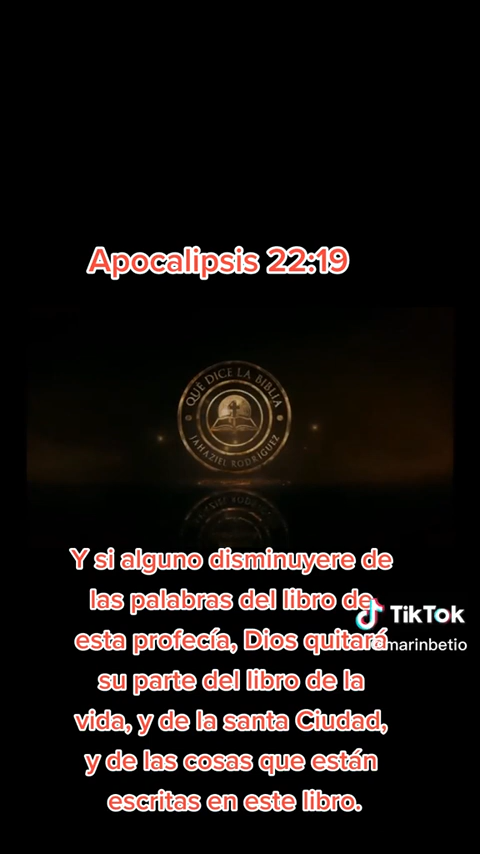 Apocalipsis 22:19
QUÉ DICE LA BIBLIA
JAHAZIEL RODRÍGUEZ
Y si alguno disminuyere de
las palabras del libro de
esta profecía, Dios quitará
su parte del libro de la
vida, y de la santa Ciudad,
y de las cosas que están
escritas en este libro.
TikTok
@marinbetio